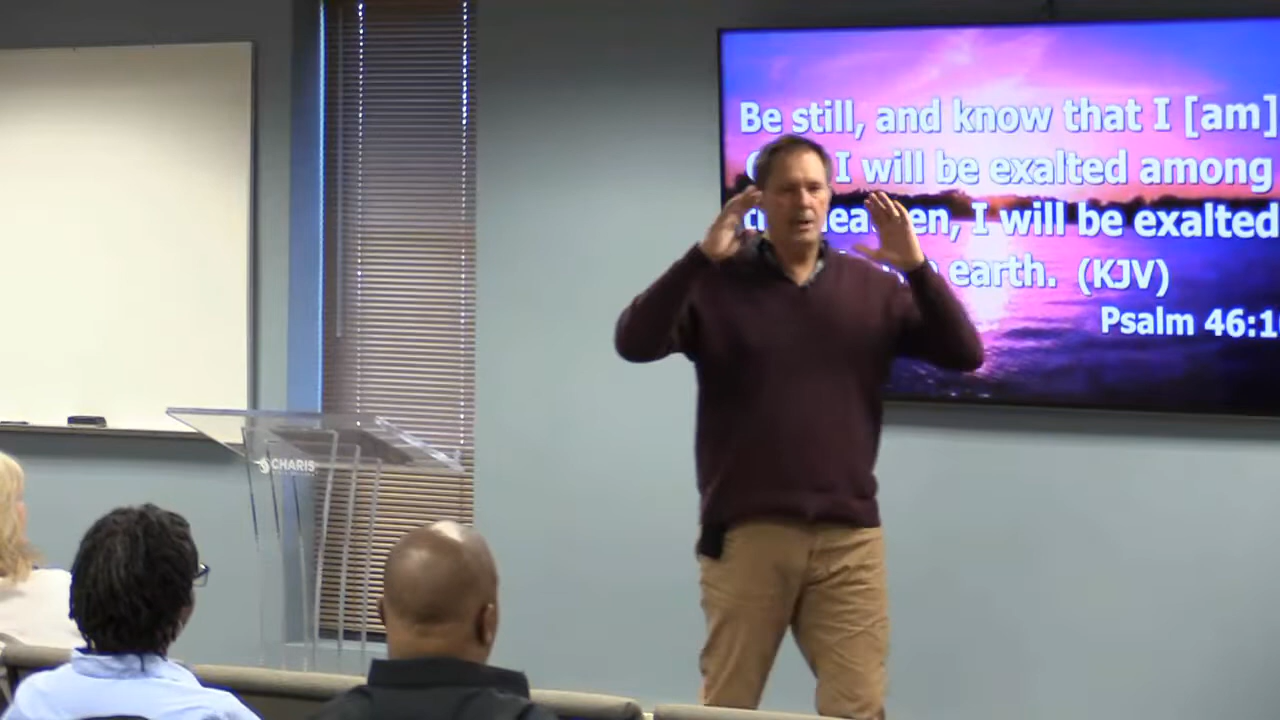 CHARIS
Be still, and know that I [am]
I will be exalted among
I will be exalted
earth. (KJV)
Psalm 46:1